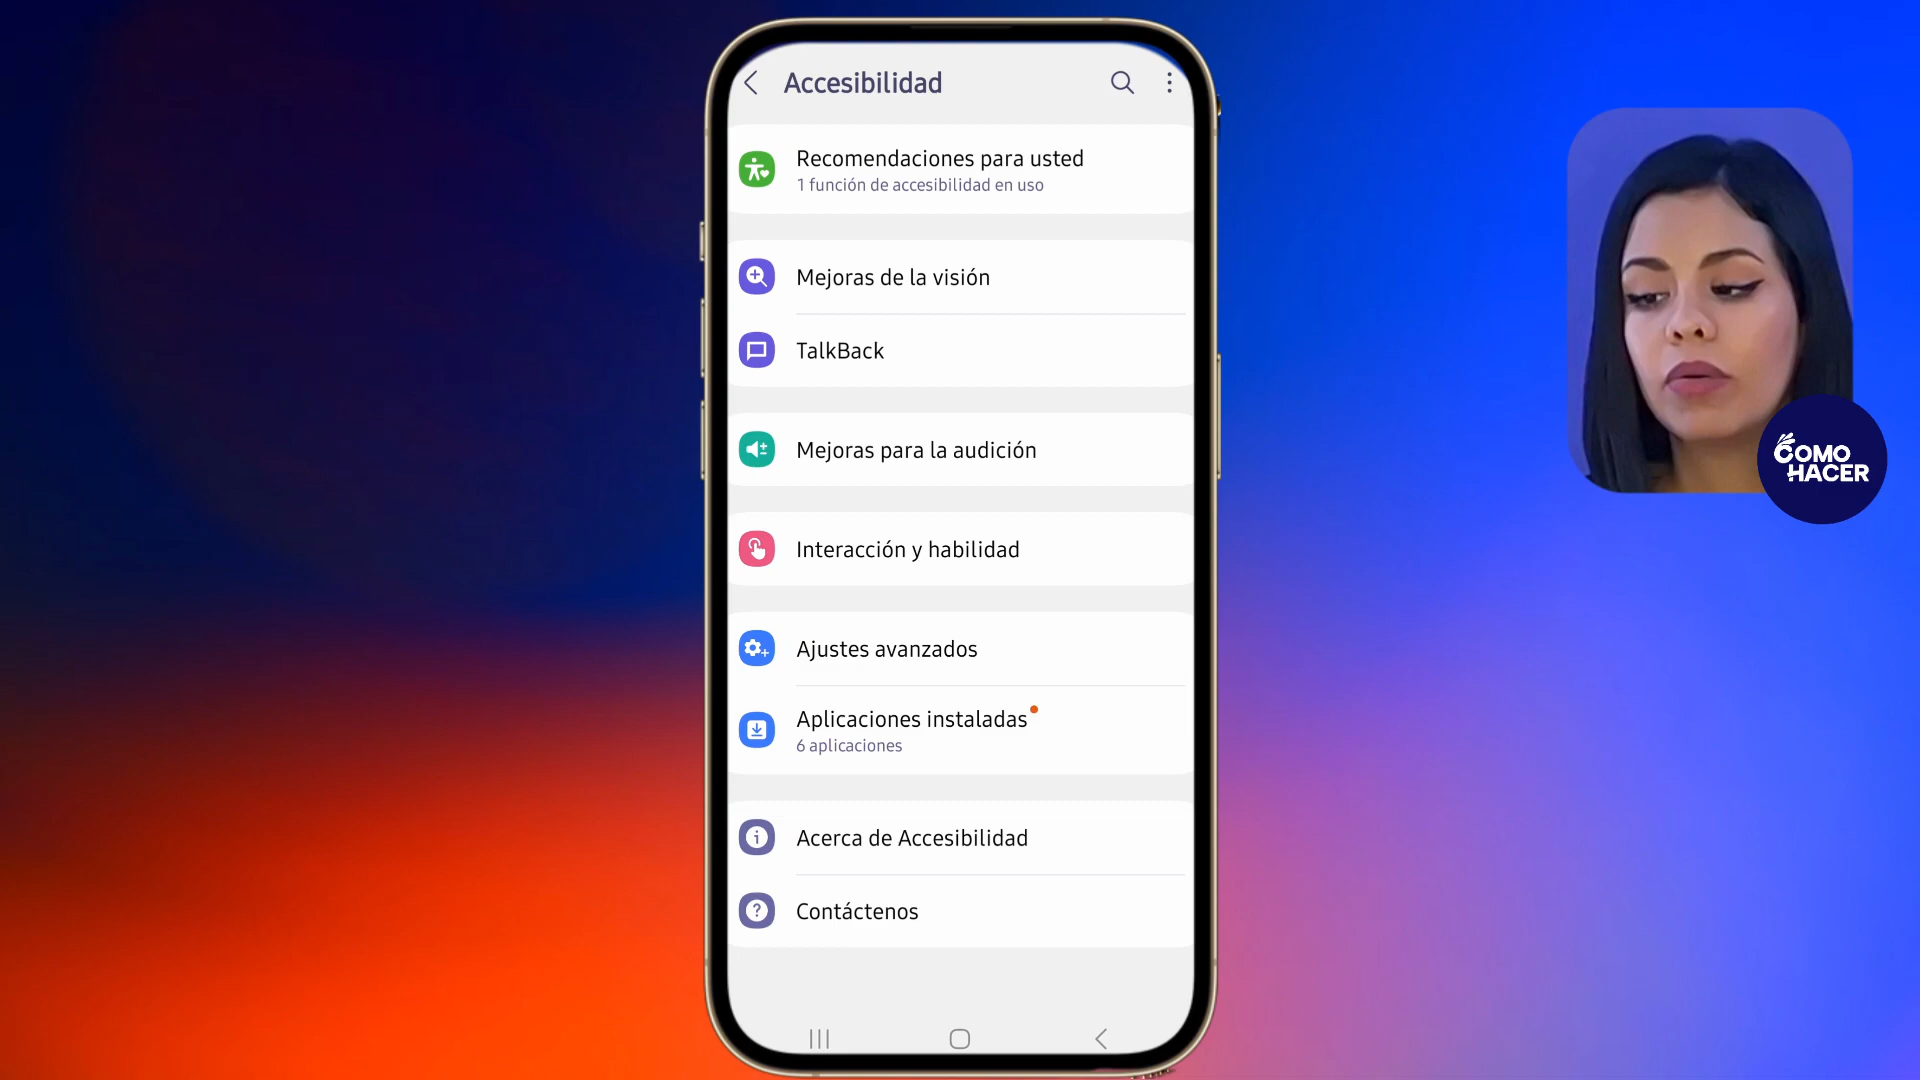 Accesibilidad
Recomendaciones para usted
1 función de accesibilidad en uso
Mejoras de la visión
TalkBack
Mejoras para la audición
Interacción y habilidad
Ajustes avanzados
Aplicaciones instaladas
6 aplicaciones
Acerca de Accesibilidad
Contáctenos
COMO
HACER